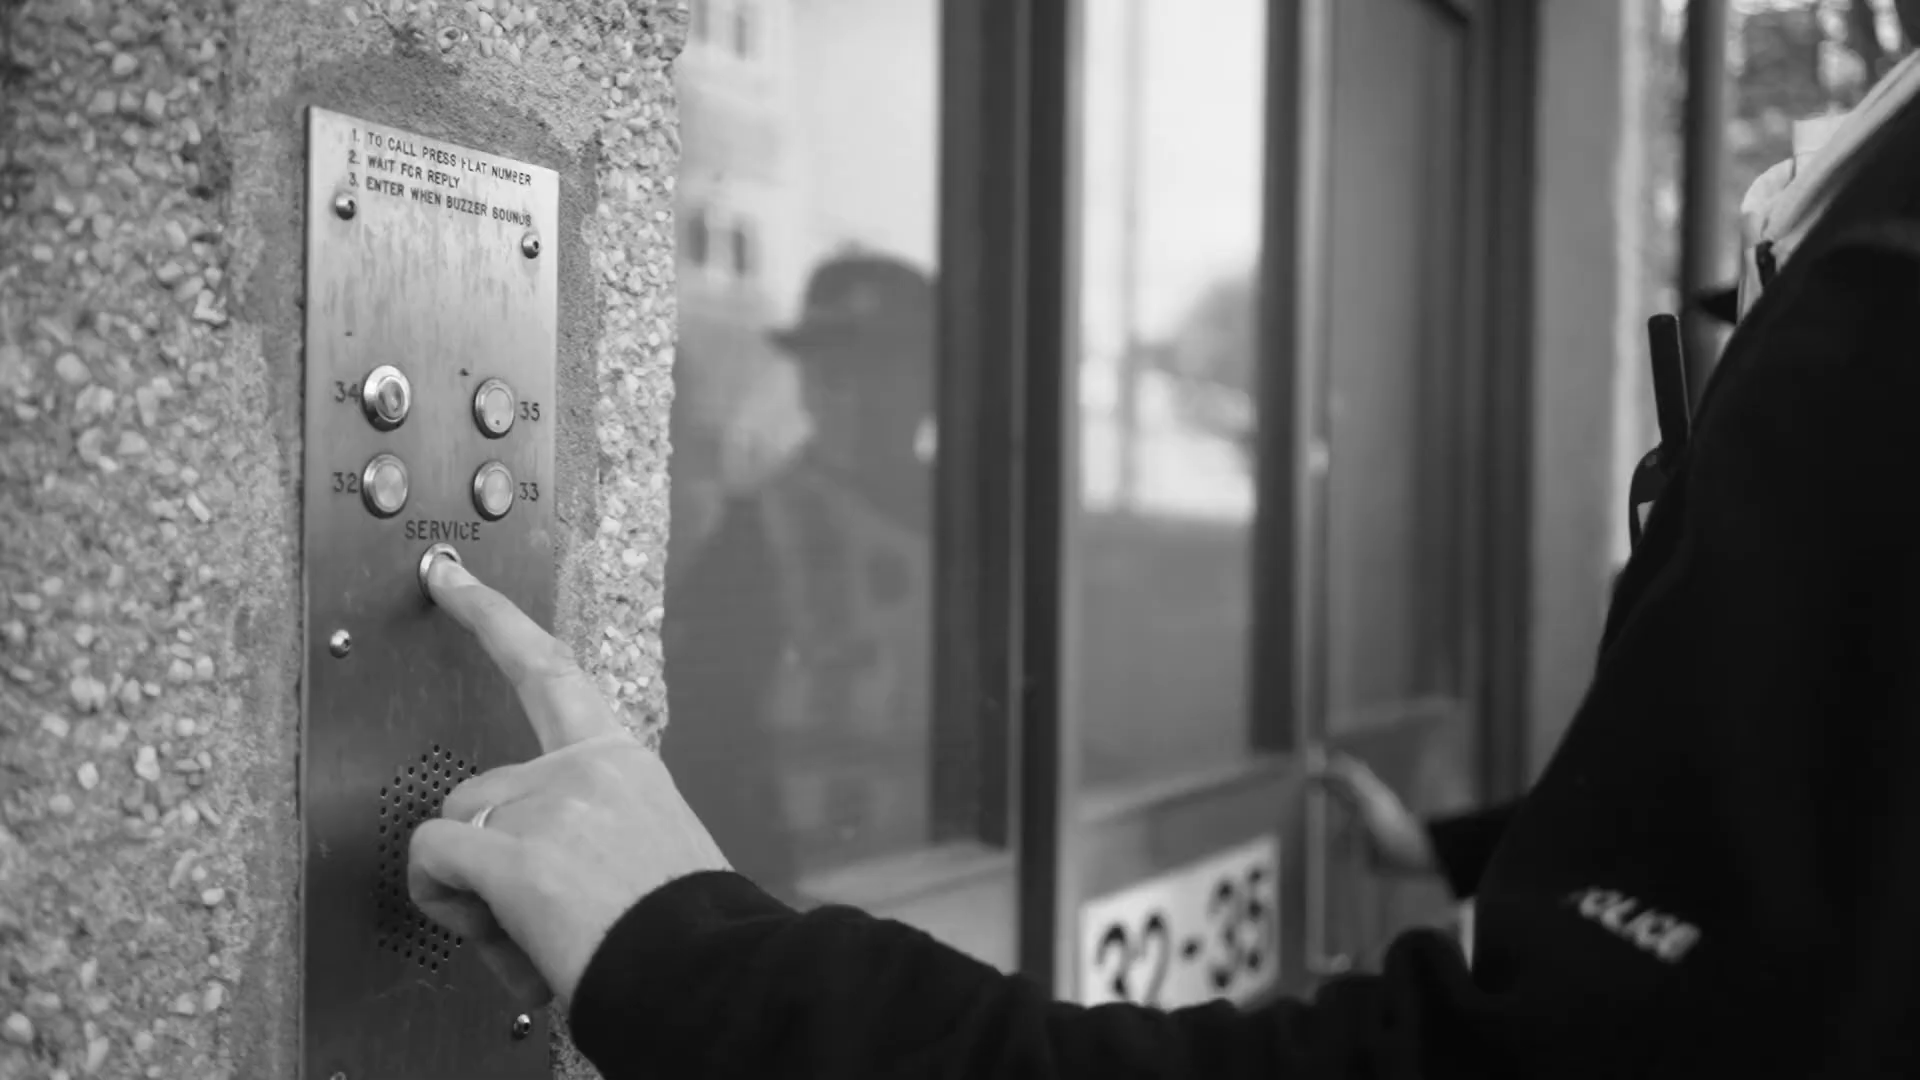 1. TO CALL PRESS FLAT NUMBER
2. WAIT FOR REPLY
3. ENTER WHEN BUZZER SOUNDS
34 35
32 33
SERVICE
32-35
POLICE